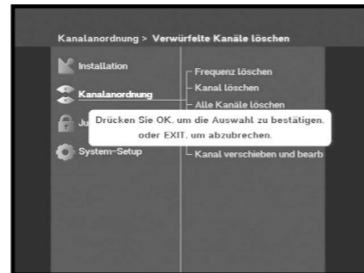 Kanalanordnung > Verwürfelte Kanäle löschen
Installation
Frequenz löschen
Kanal löschen
Kanalanordnung
Alle Kanäle löschen
Drücken Sie OK, um die Auswahl zu bestätigen,
oder EXIT, um abzubrechen.
Ju
System-Setup
Kanal verschieben und bearb